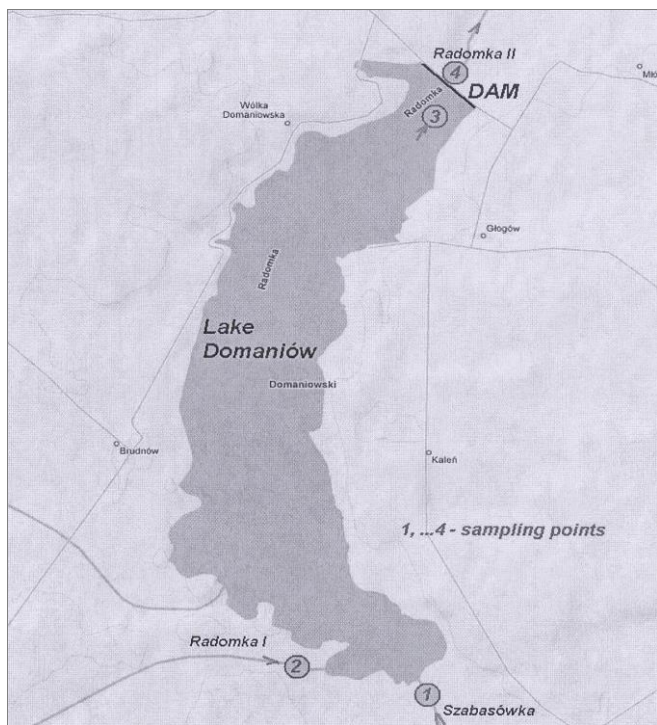 Radomka II
4
DAM
Mło
Radomka
3
Wólka
Domaniowska
Głogów
Radomka
Lake
Domaniów
Domaniowski
Brudnów
Kaleń
1, ...4 - sampling points
Radomka I
2
1
Szabasówka